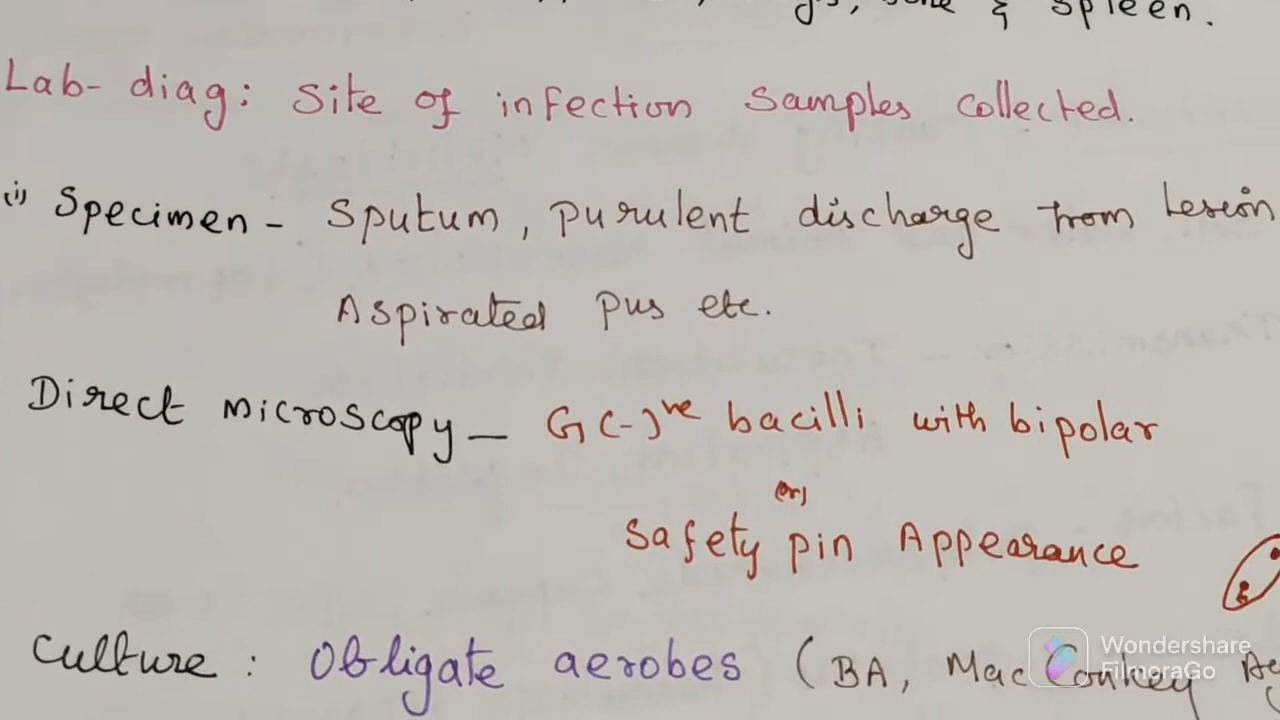 & Spleen.
Lab- diag: Site of infection Samples collected.
(i) Specimen - Sputum, purulent discharge from Lesion
Aspirated pus etc.
Direct microscopy — G(-)ve bacilli with bipolar
(or)
Safety pin Appearance
Culture: Obligate aerobes (BA, MacConkey
Wondershare
FilmoraGo